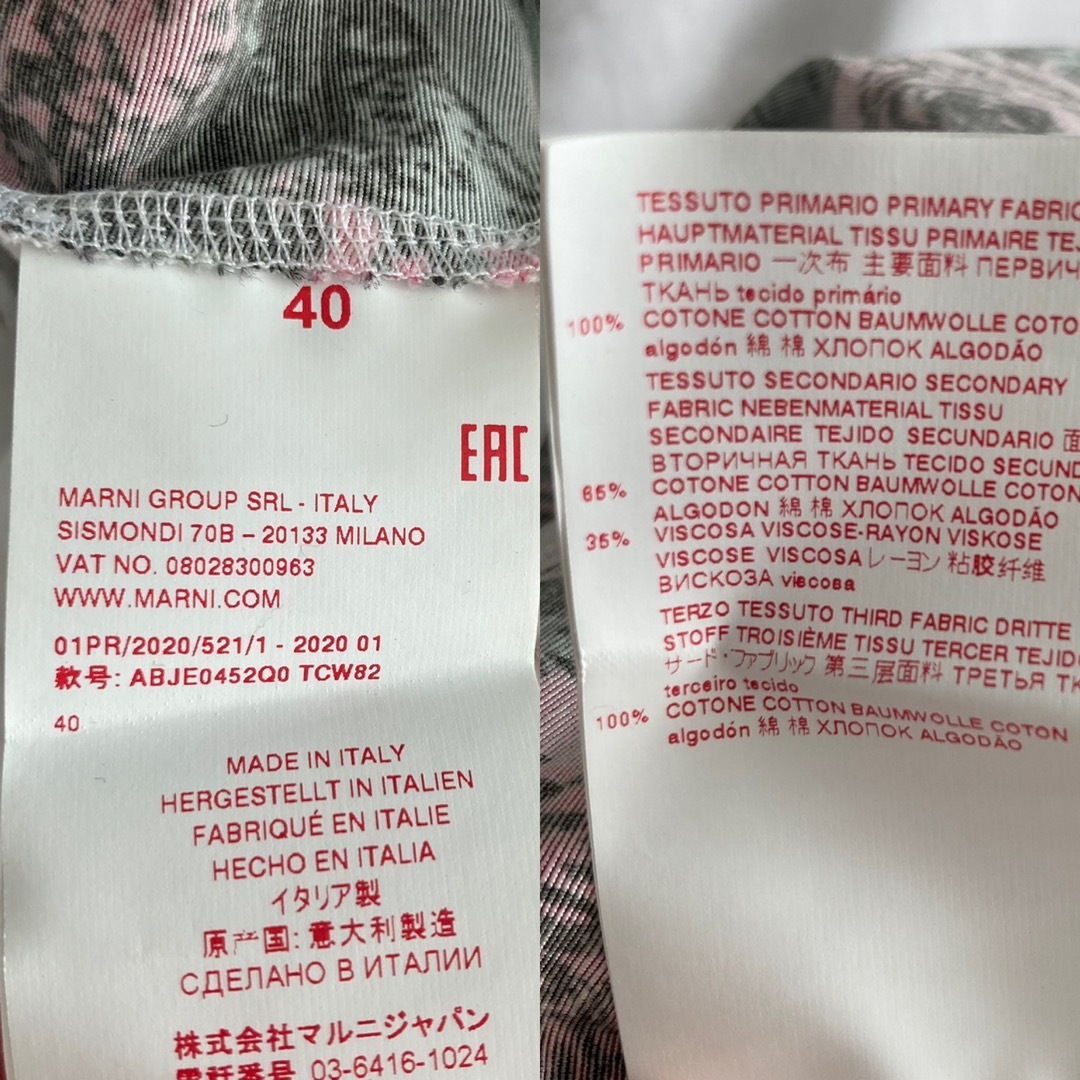 40
EAC
MARNI GROUP SRL - ITALY
SISMONDI 70B – 20133 MILANO
VAT NO. 08028300963
WWW.MARNI.COM
01PR/2020/521/1 - 2020 01
款号: ABJE0452Q0 TCW82
40
MADE IN ITALY
HERGESTELLT IN ITALIEN
FABRIQUÉ EN ITALIE
HECHO EN ITALIA
イタリア製
原产国: 意大利製造
СДЕЛАНО В ИТАЛИИ
株式会社マルニジャパン
電話番号 03-6416-1024
TESSUTO PRIMARIO PRIMARY FABRIC
HAUPTMATERIAL TISSU PRIMAIRE TEJ
PRIMARIO 一次布 主要面料 ПЕРВИЧ
ТКАНЬ tecido primário
100% COTONE COTTON BAUMWOLLE COTO
algodón 綿 棉 ХЛОПОК ALGODÃO
TESSUTO SECONDARIO SECONDARY
FABRIC NEBENMATERIAL TISSU
SECONDAIRE TEJIDO SECUNDARIO 面
ВТОРИЧНАЯ ТКАНЬ TECIDO SECUND
65% COTONE COTTON BAUMWOLLE COTON
ALGODON 綿 棉 ХЛОПОК ALGODÃO
35% VISCOSA VISCOSE-RAYON VISKOSE
VISCOSE VISCOSA レーヨン 粘胶纤维
ВИСКОЗА viscosa
TERZO TESSUTO THIRD FABRIC DRITTE
STOFF TROISIÈME TISSU TERCER TEJID
サード・ファブリック 第三层面料 ТРЕТЬЯ ТК
terceiro tecido
100% COTONE COTTON BAUMWOLLE COTON
algodón 綿 棉 ХЛОПОК ALGODÃO